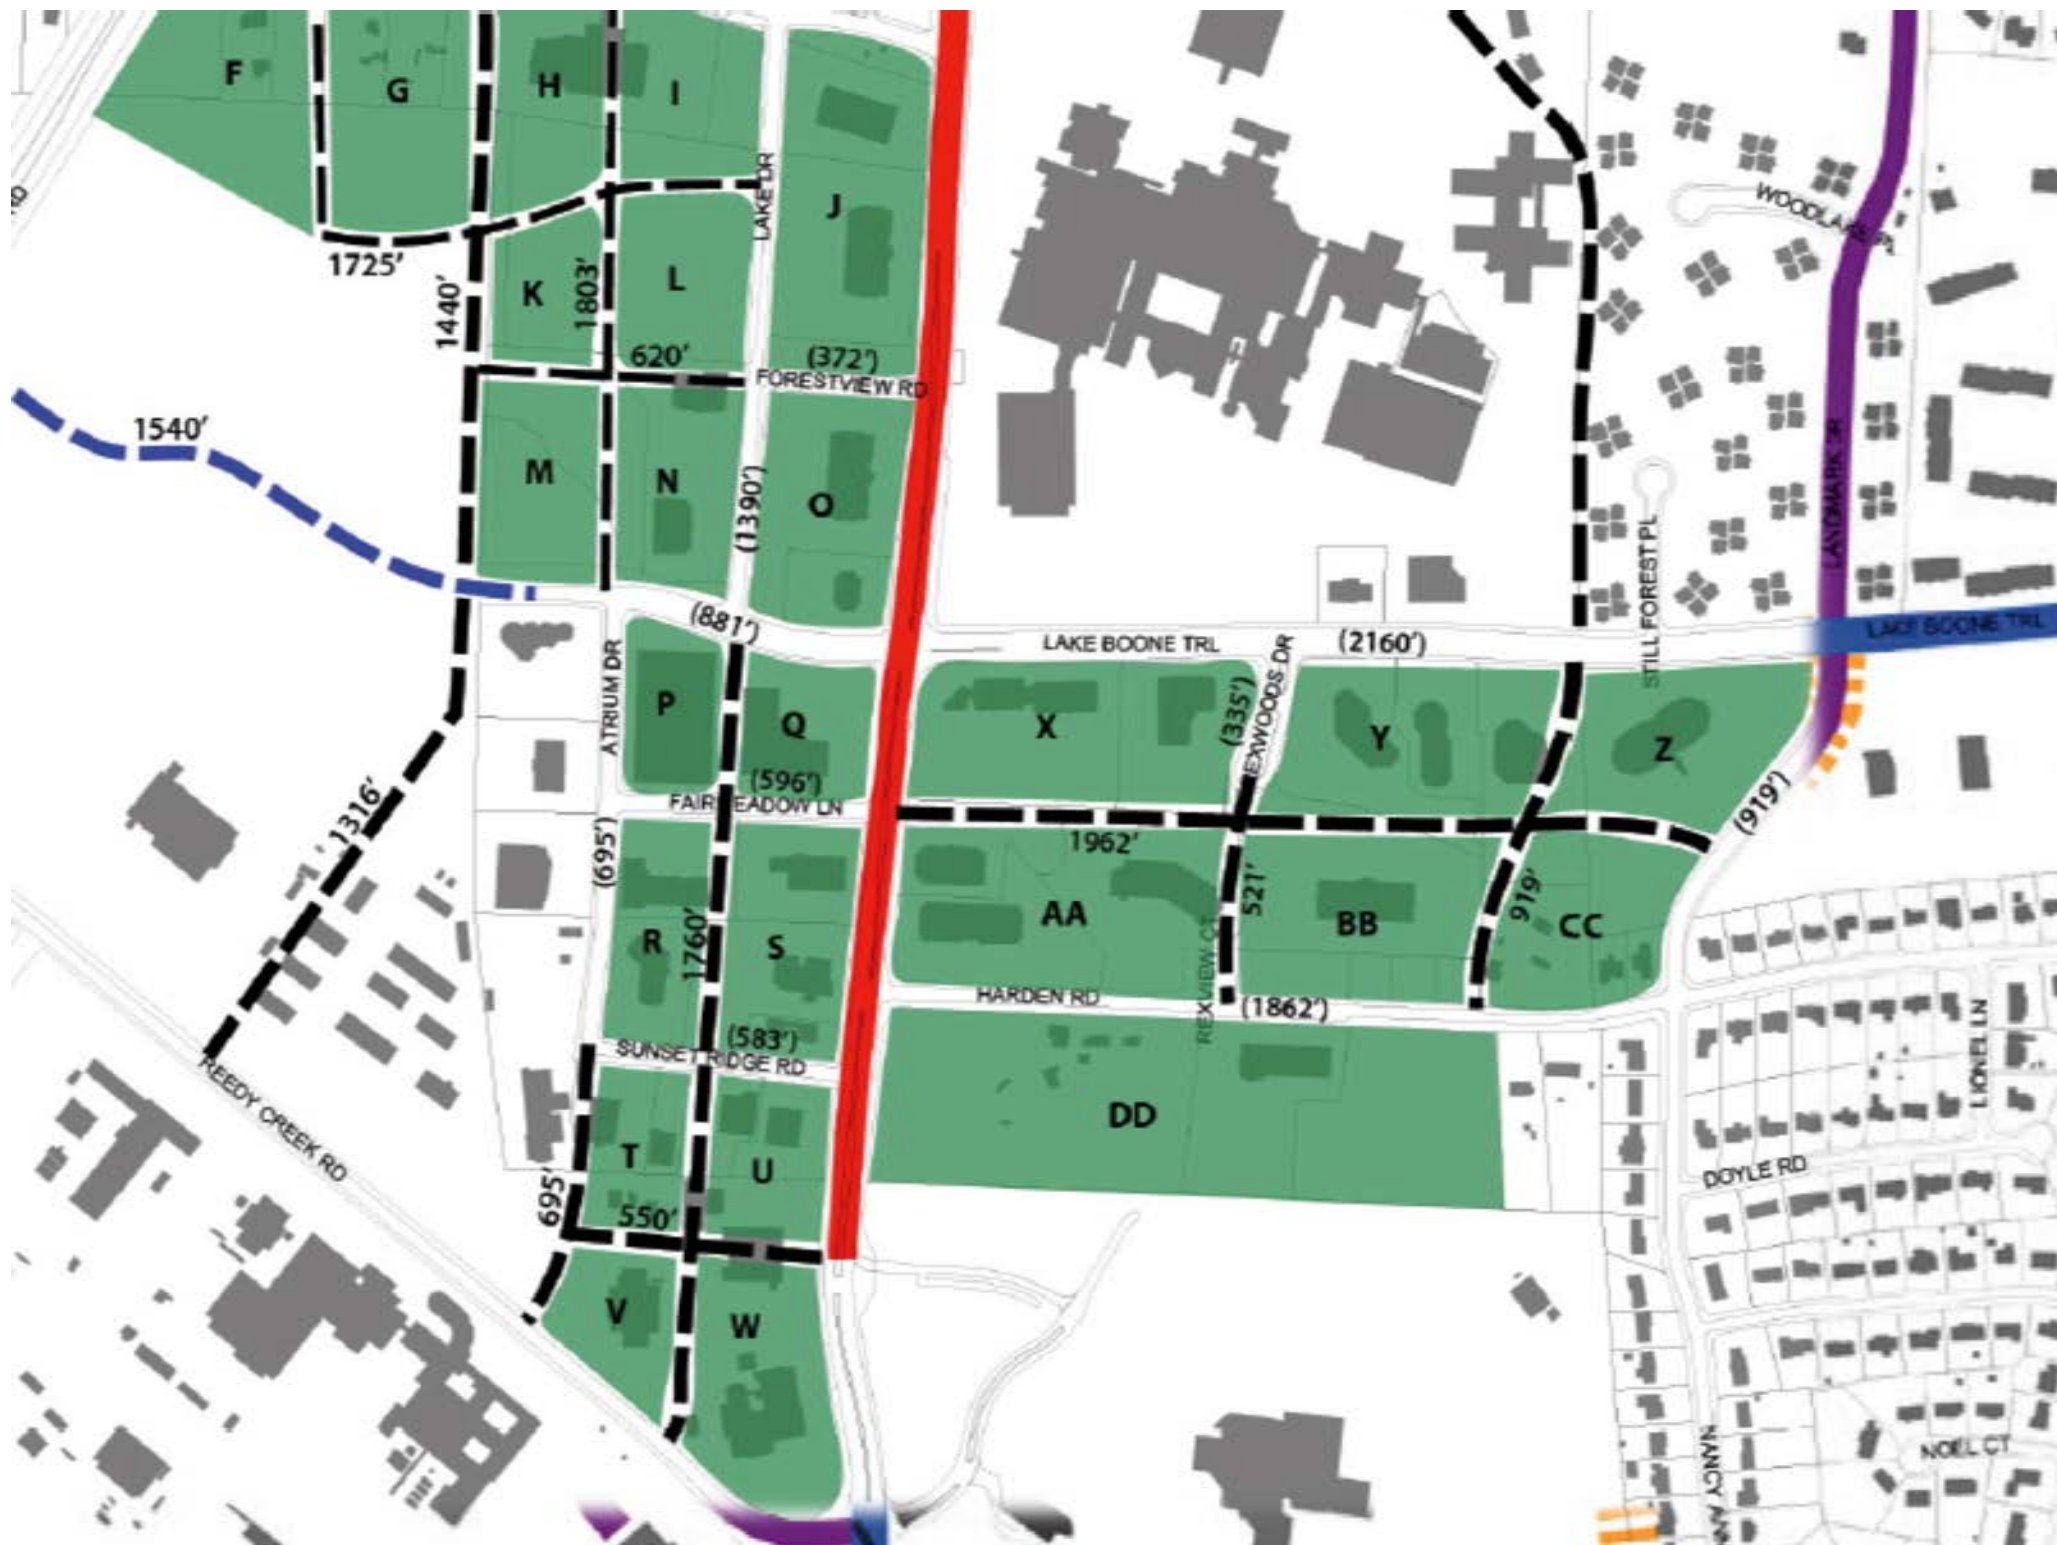 F
G
H
I
LAKE DR
J
WOODLAKE PL
1725'
1440'
K
1803'
L
620'
(372')
FORESTVIEW RD
1540'
M
N
(1390')
O
LANDMARK DR
STILL FOREST PL
(881')
LAKE BOONE TRL
(2160')
LAKE BOONE TRL
ATRIUM DR
P
Q
X
(335')
EXWOODS DR
Y
Z
(596')
FAIRMEADOW LN
1316'
(695')
1962'
(919')
R
1760'
S
AA
521'
BB
919'
CC
REXVIEW CT
HARDEN RD
(1862')
(583')
SUNSET RIDGE RD
LIONEL LN
REEDY CREEK RD
T
U
DD
DOYLE RD
695'
550'
V
W
NANCY ANN
NOEL CT